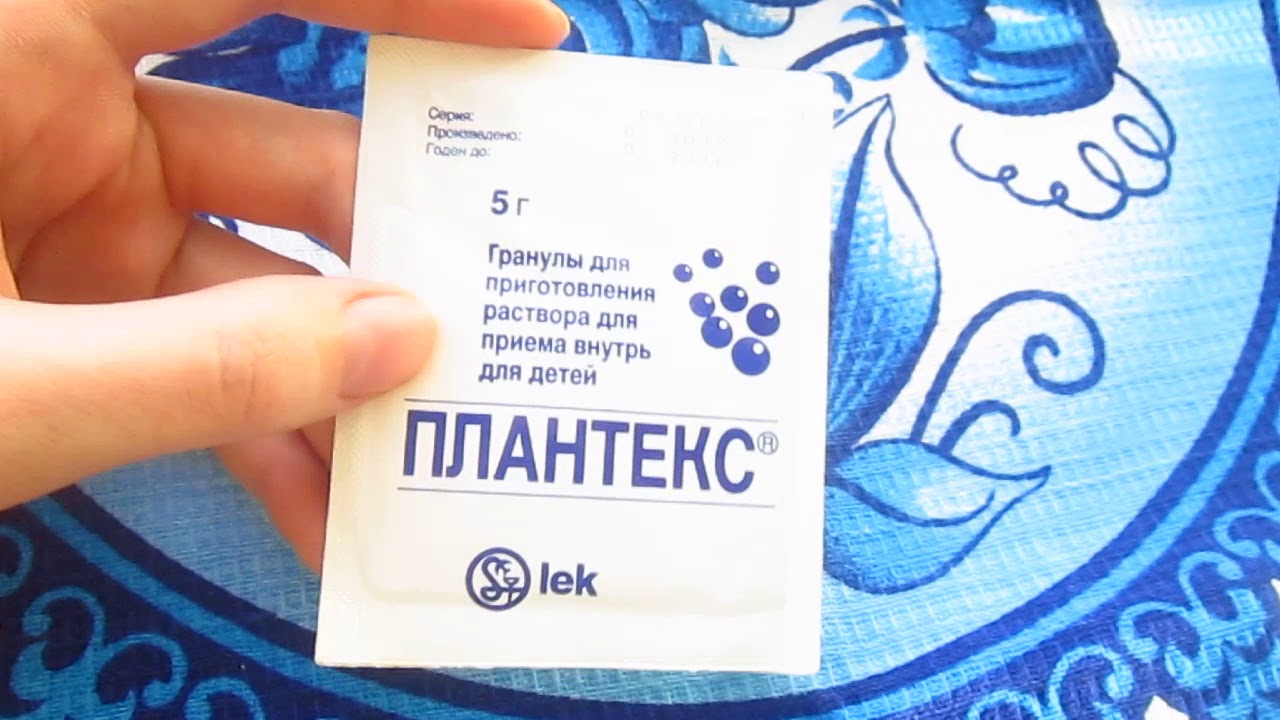 Серия:
Произведено:
Годен до:
5 г
Гранулы для
приготовления
раствора для
приема внутрь
для детей
ПЛАНТЕКС®
lek